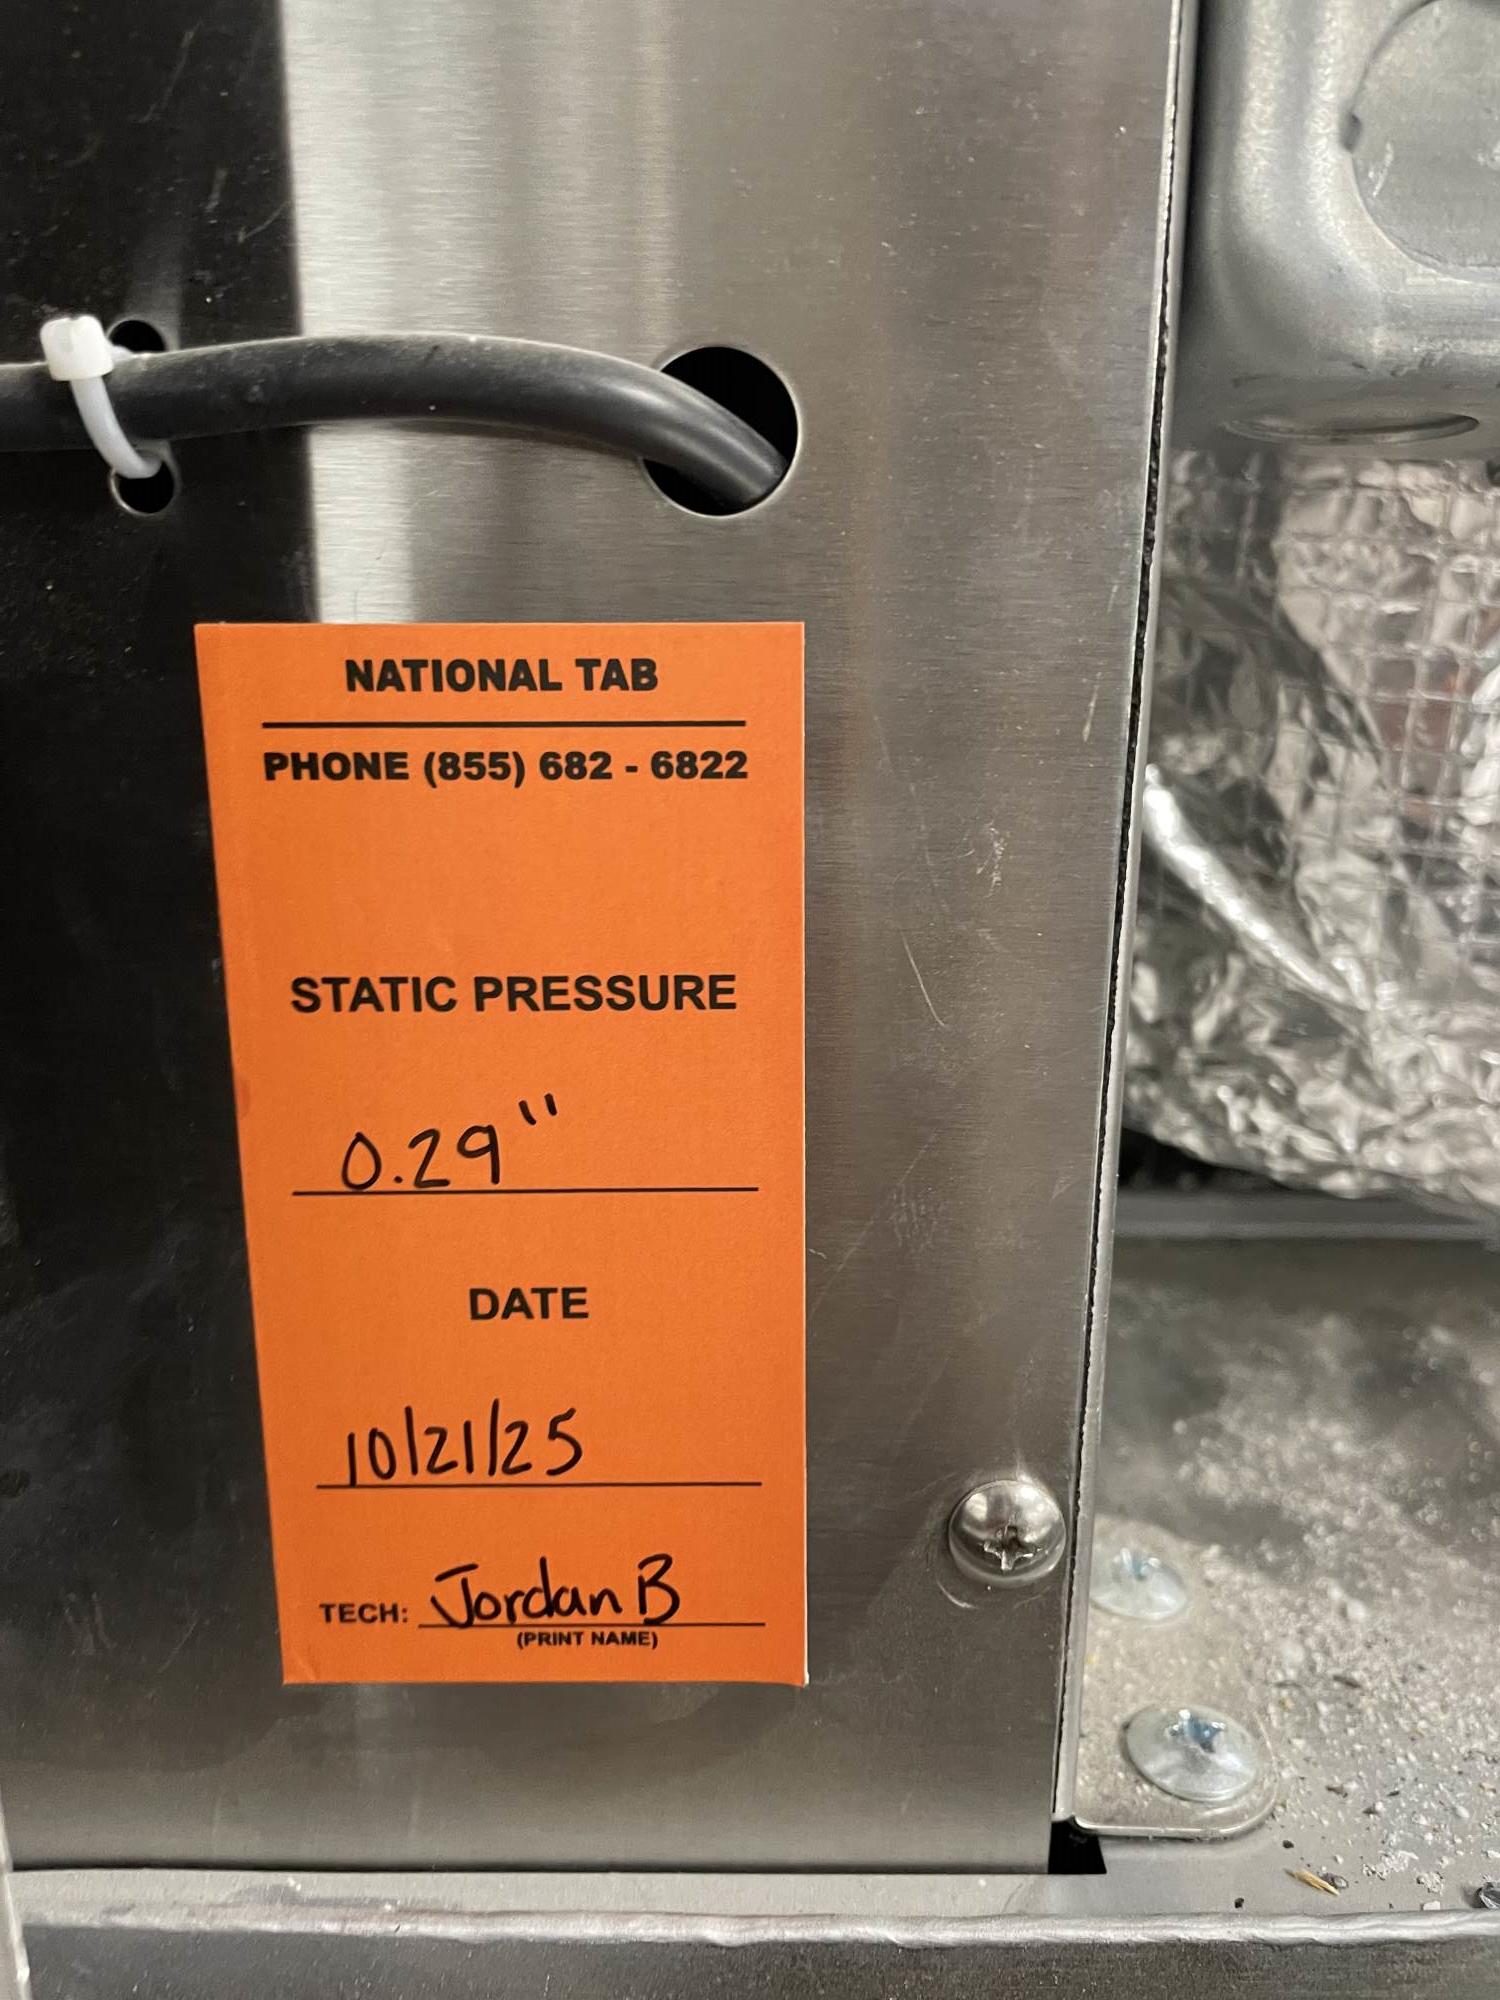 NATIONAL TAB
PHONE (855) 682 - 6822
STATIC PRESSURE
0.29"
DATE
10/21/25
TECH: Jordan B
(PRINT NAME)